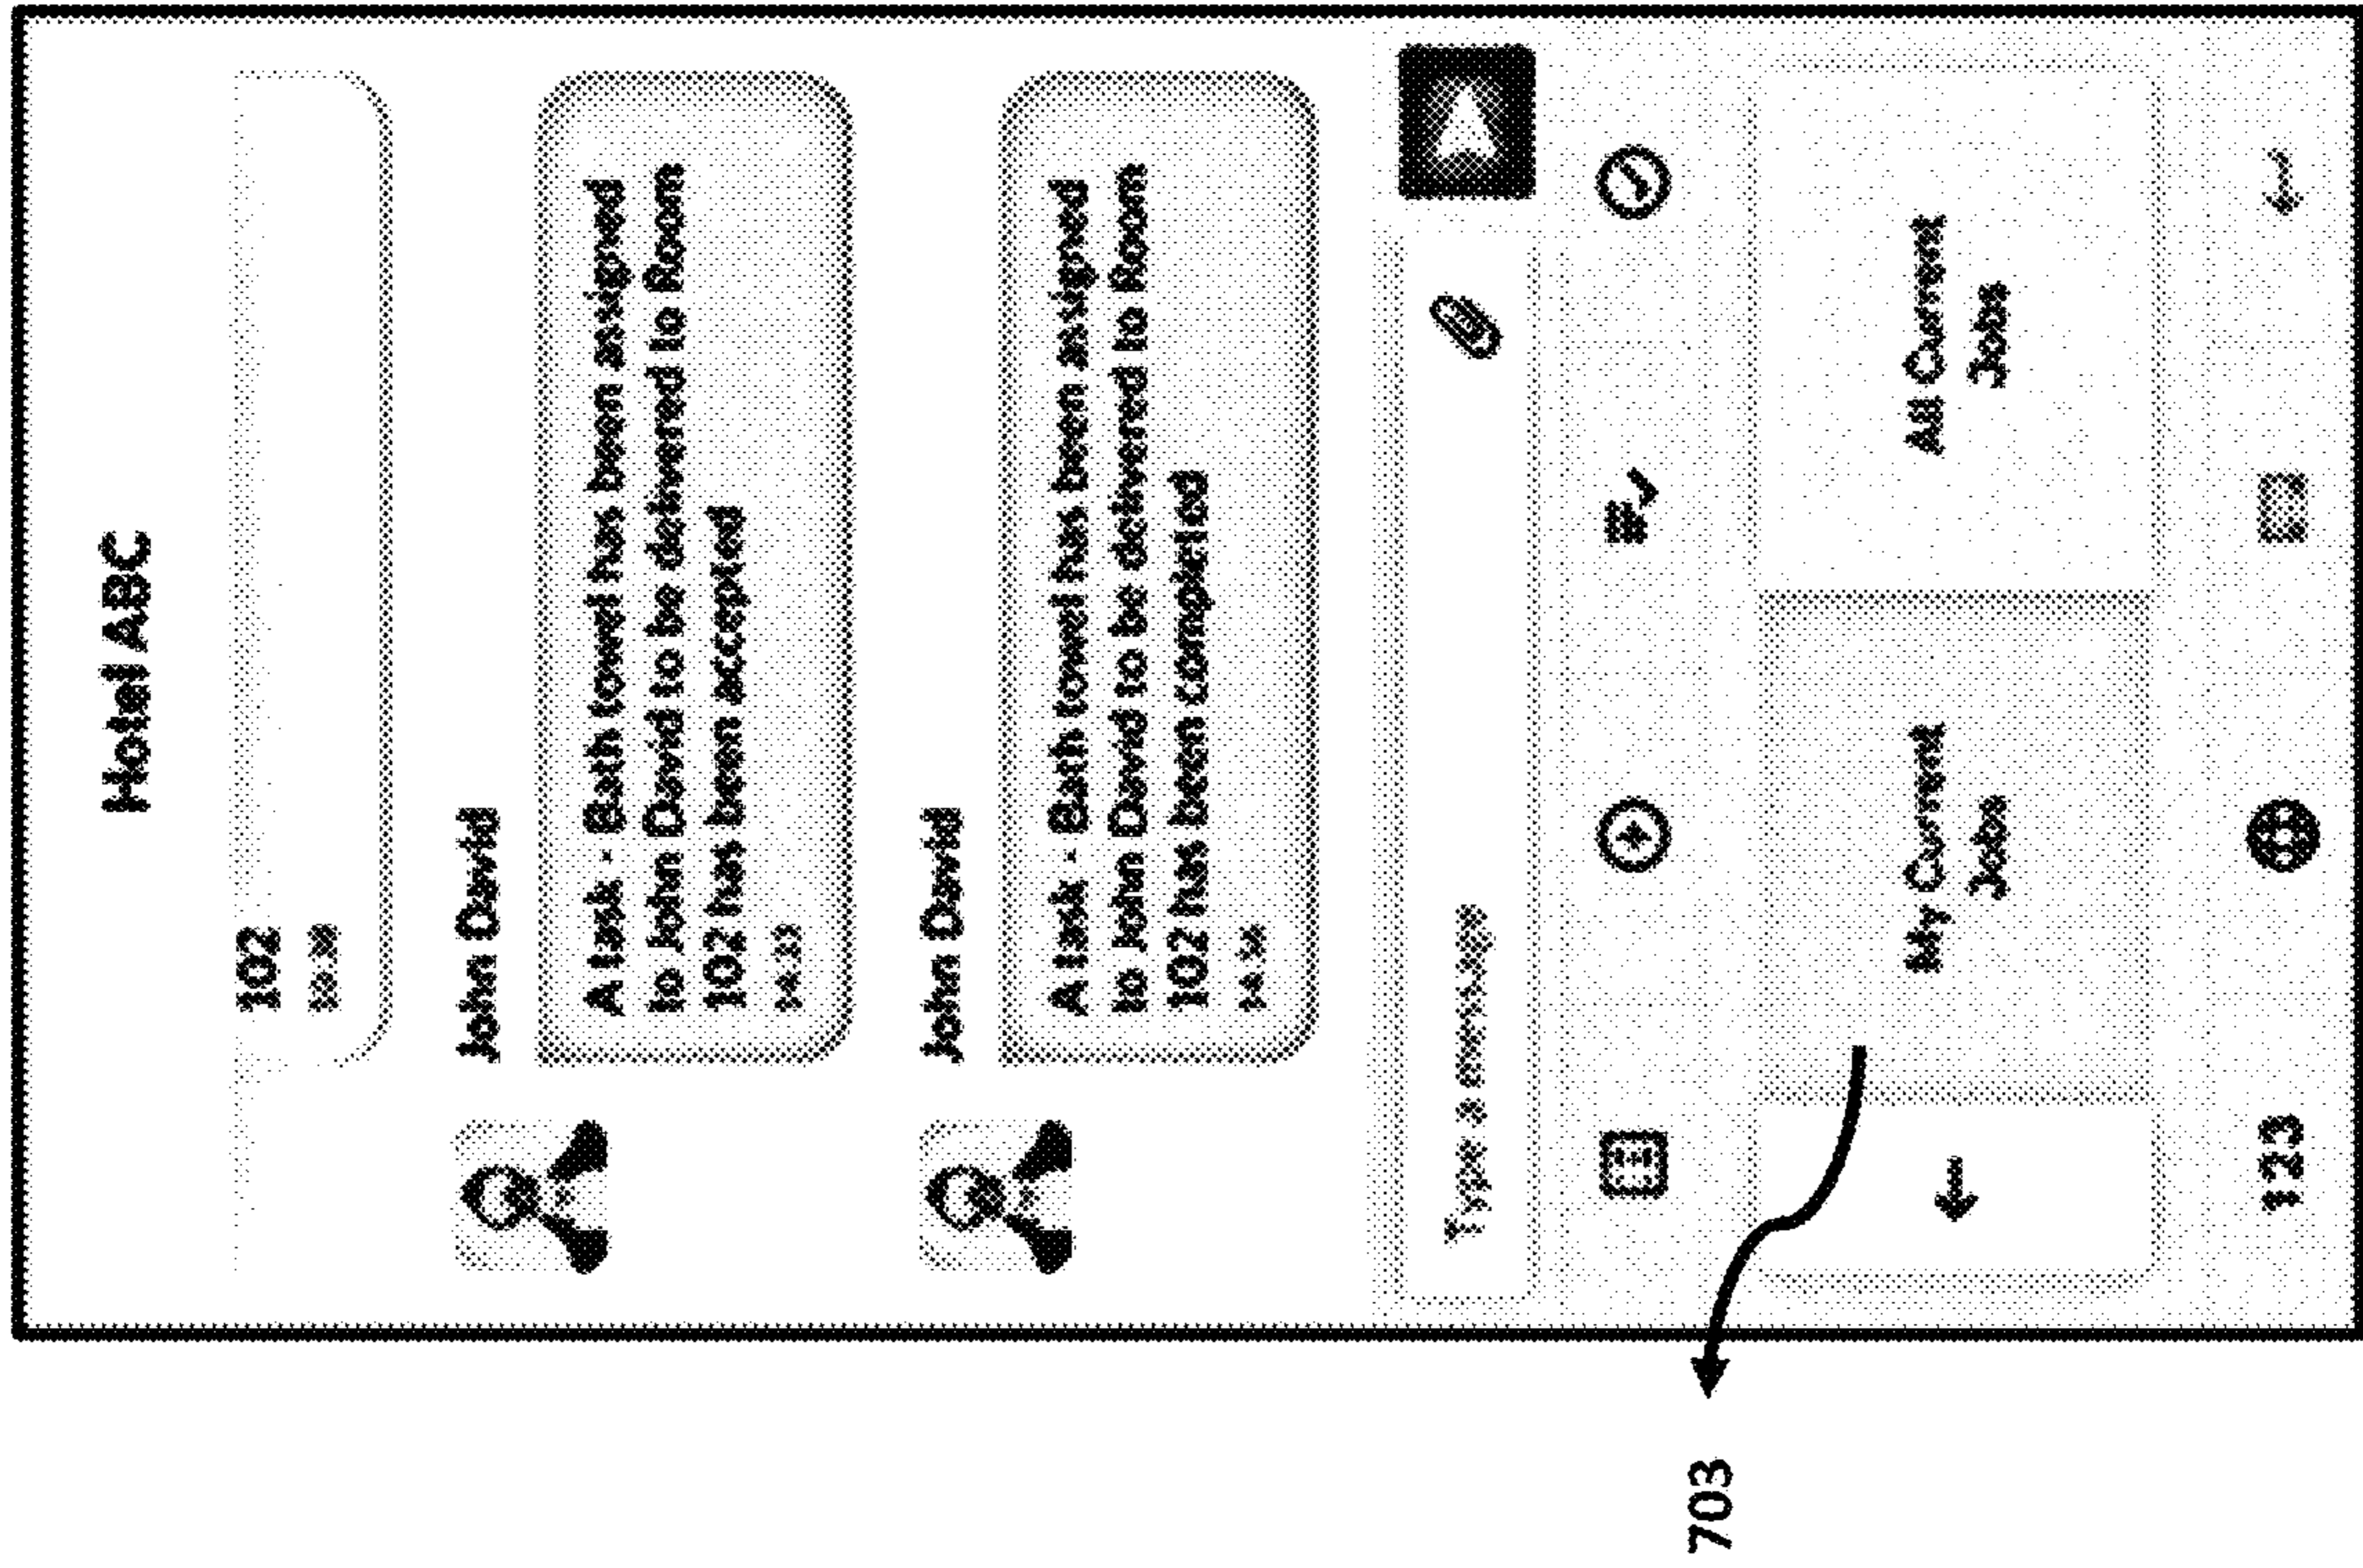 Hotel ABC
102
John David
A task - Bath towel has been assigned
to John David to be delivered to Room
102 has been accepted
John David
A task - Bath towel has been assigned
to John David to be delivered to Room
102 has been completed
Type a message
My Current
Jobs
All Current
Jobs
123
703